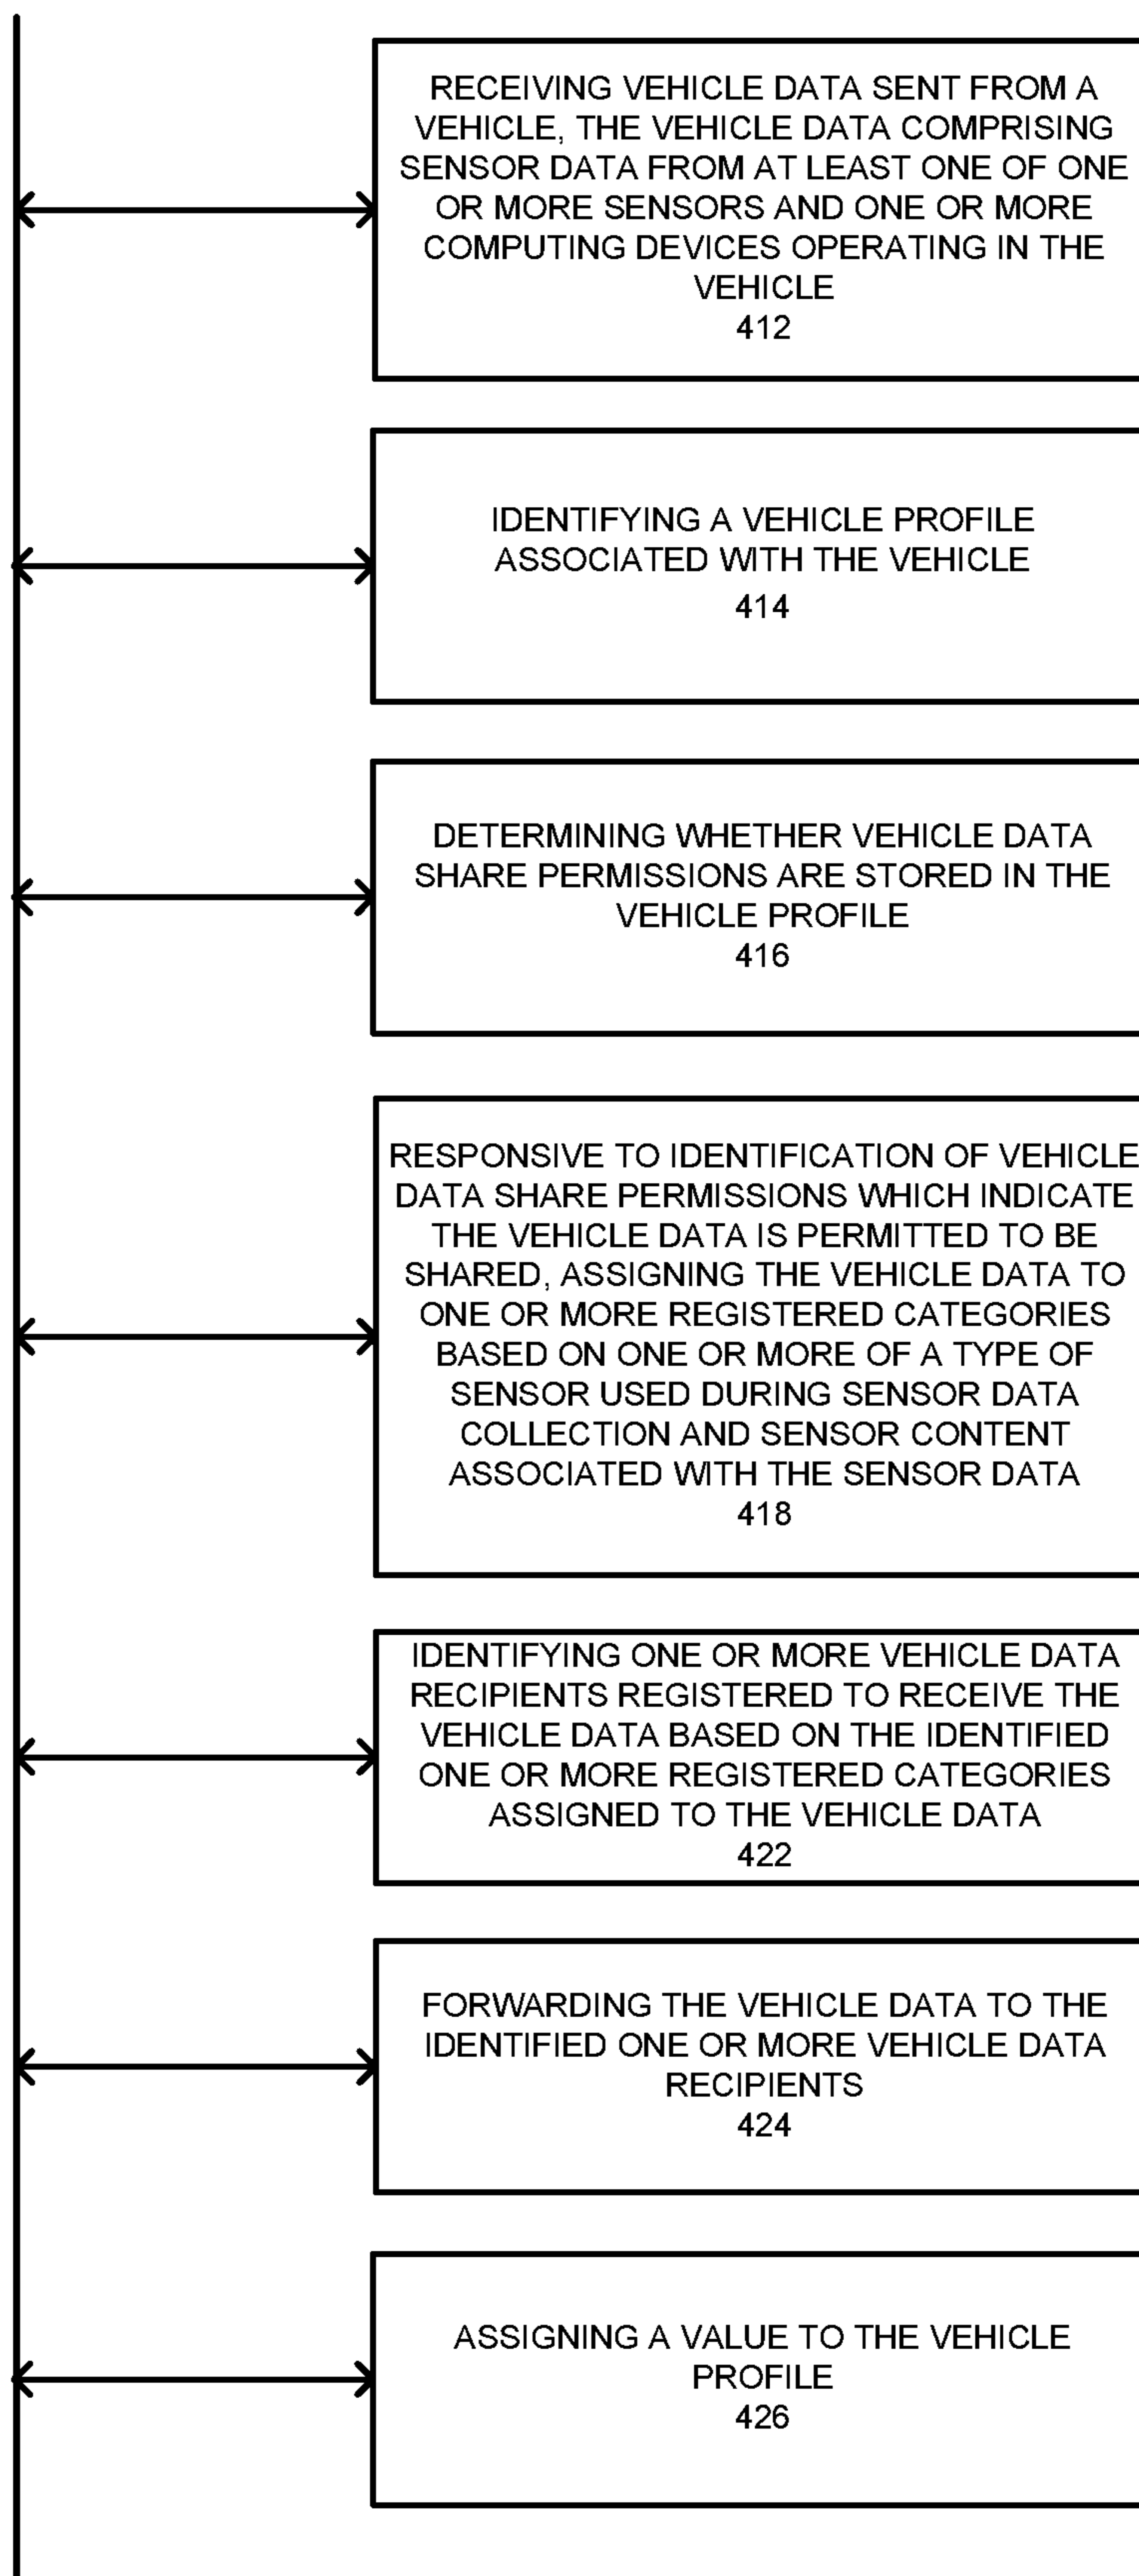 RECEIVING VEHICLE DATA SENT FROM A
VEHICLE, THE VEHICLE DATA COMPRISING
SENSOR DATA FROM AT LEAST ONE OF ONE
OR MORE SENSORS AND ONE OR MORE
COMPUTING DEVICES OPERATING IN THE
VEHICLE
412
IDENTIFYING A VEHICLE PROFILE
ASSOCIATED WITH THE VEHICLE
414
DETERMINING WHETHER VEHICLE DATA
SHARE PERMISSIONS ARE STORED IN THE
VEHICLE PROFILE
416
RESPONSIVE TO IDENTIFICATION OF VEHICLE
DATA SHARE PERMISSIONS WHICH INDICATE
THE VEHICLE DATA IS PERMITTED TO BE
SHARED, ASSIGNING THE VEHICLE DATA TO
ONE OR MORE REGISTERED CATEGORIES
BASED ON ONE OR MORE OF A TYPE OF
SENSOR USED DURING SENSOR DATA
COLLECTION AND SENSOR CONTENT
ASSOCIATED WITH THE SENSOR DATA
418
IDENTIFYING ONE OR MORE VEHICLE DATA
RECIPIENTS REGISTERED TO RECEIVE THE
VEHICLE DATA BASED ON THE IDENTIFIED
ONE OR MORE REGISTERED CATEGORIES
ASSIGNED TO THE VEHICLE DATA
422
FORWARDING THE VEHICLE DATA TO THE
IDENTIFIED ONE OR MORE VEHICLE DATA
RECIPIENTS
424
ASSIGNING A VALUE TO THE VEHICLE
PROFILE
426